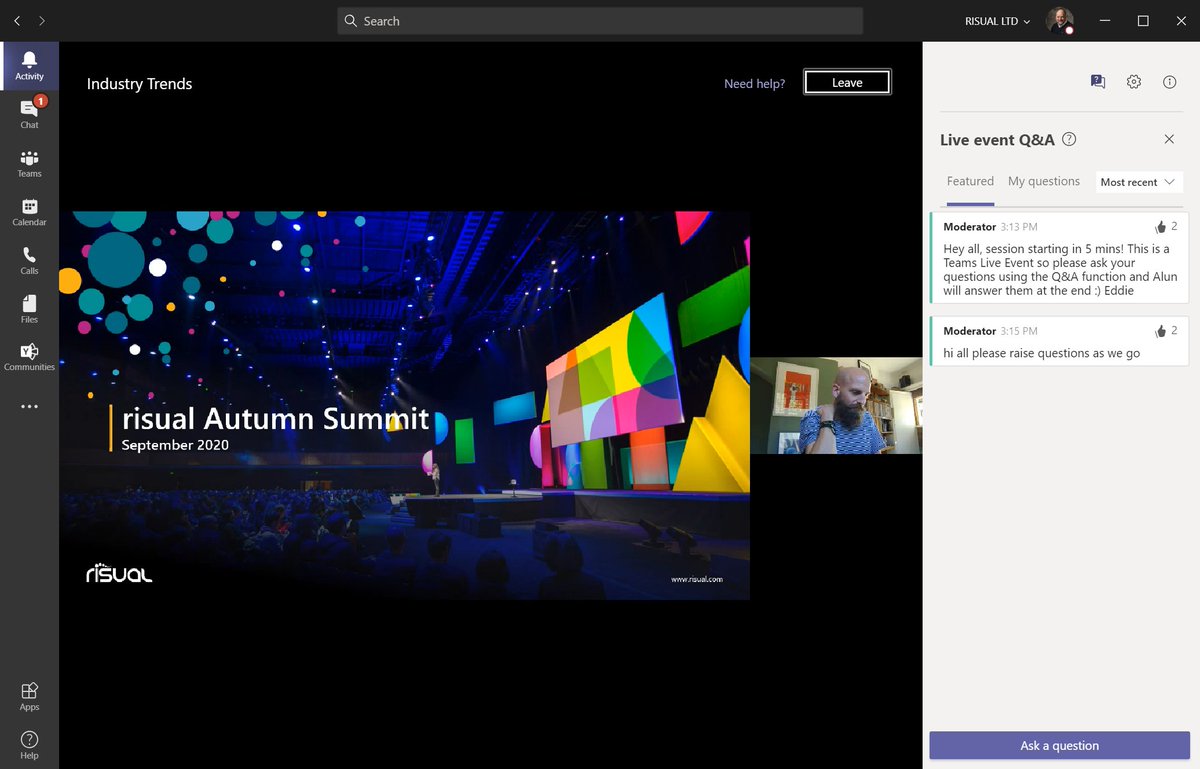 Search
RISUAL LTD
Activity
1
Chat
Teams
Calendar
Calls
Files
Communities
Apps
Help
Industry Trends
Need help?
Leave
risual Autumn Summit
September 2020
risual
www.risual.com
Live event Q&A
Featured
My questions
Most recent
Moderator 3:13 PM
2
Hey all, session starting in 5 mins! This is a
Teams Live Event so please ask your
questions using the Q&A function and Alun
will answer them at the end :) Eddie
Moderator 3:15 PM
2
hi all please raise questions as we go
Ask a question